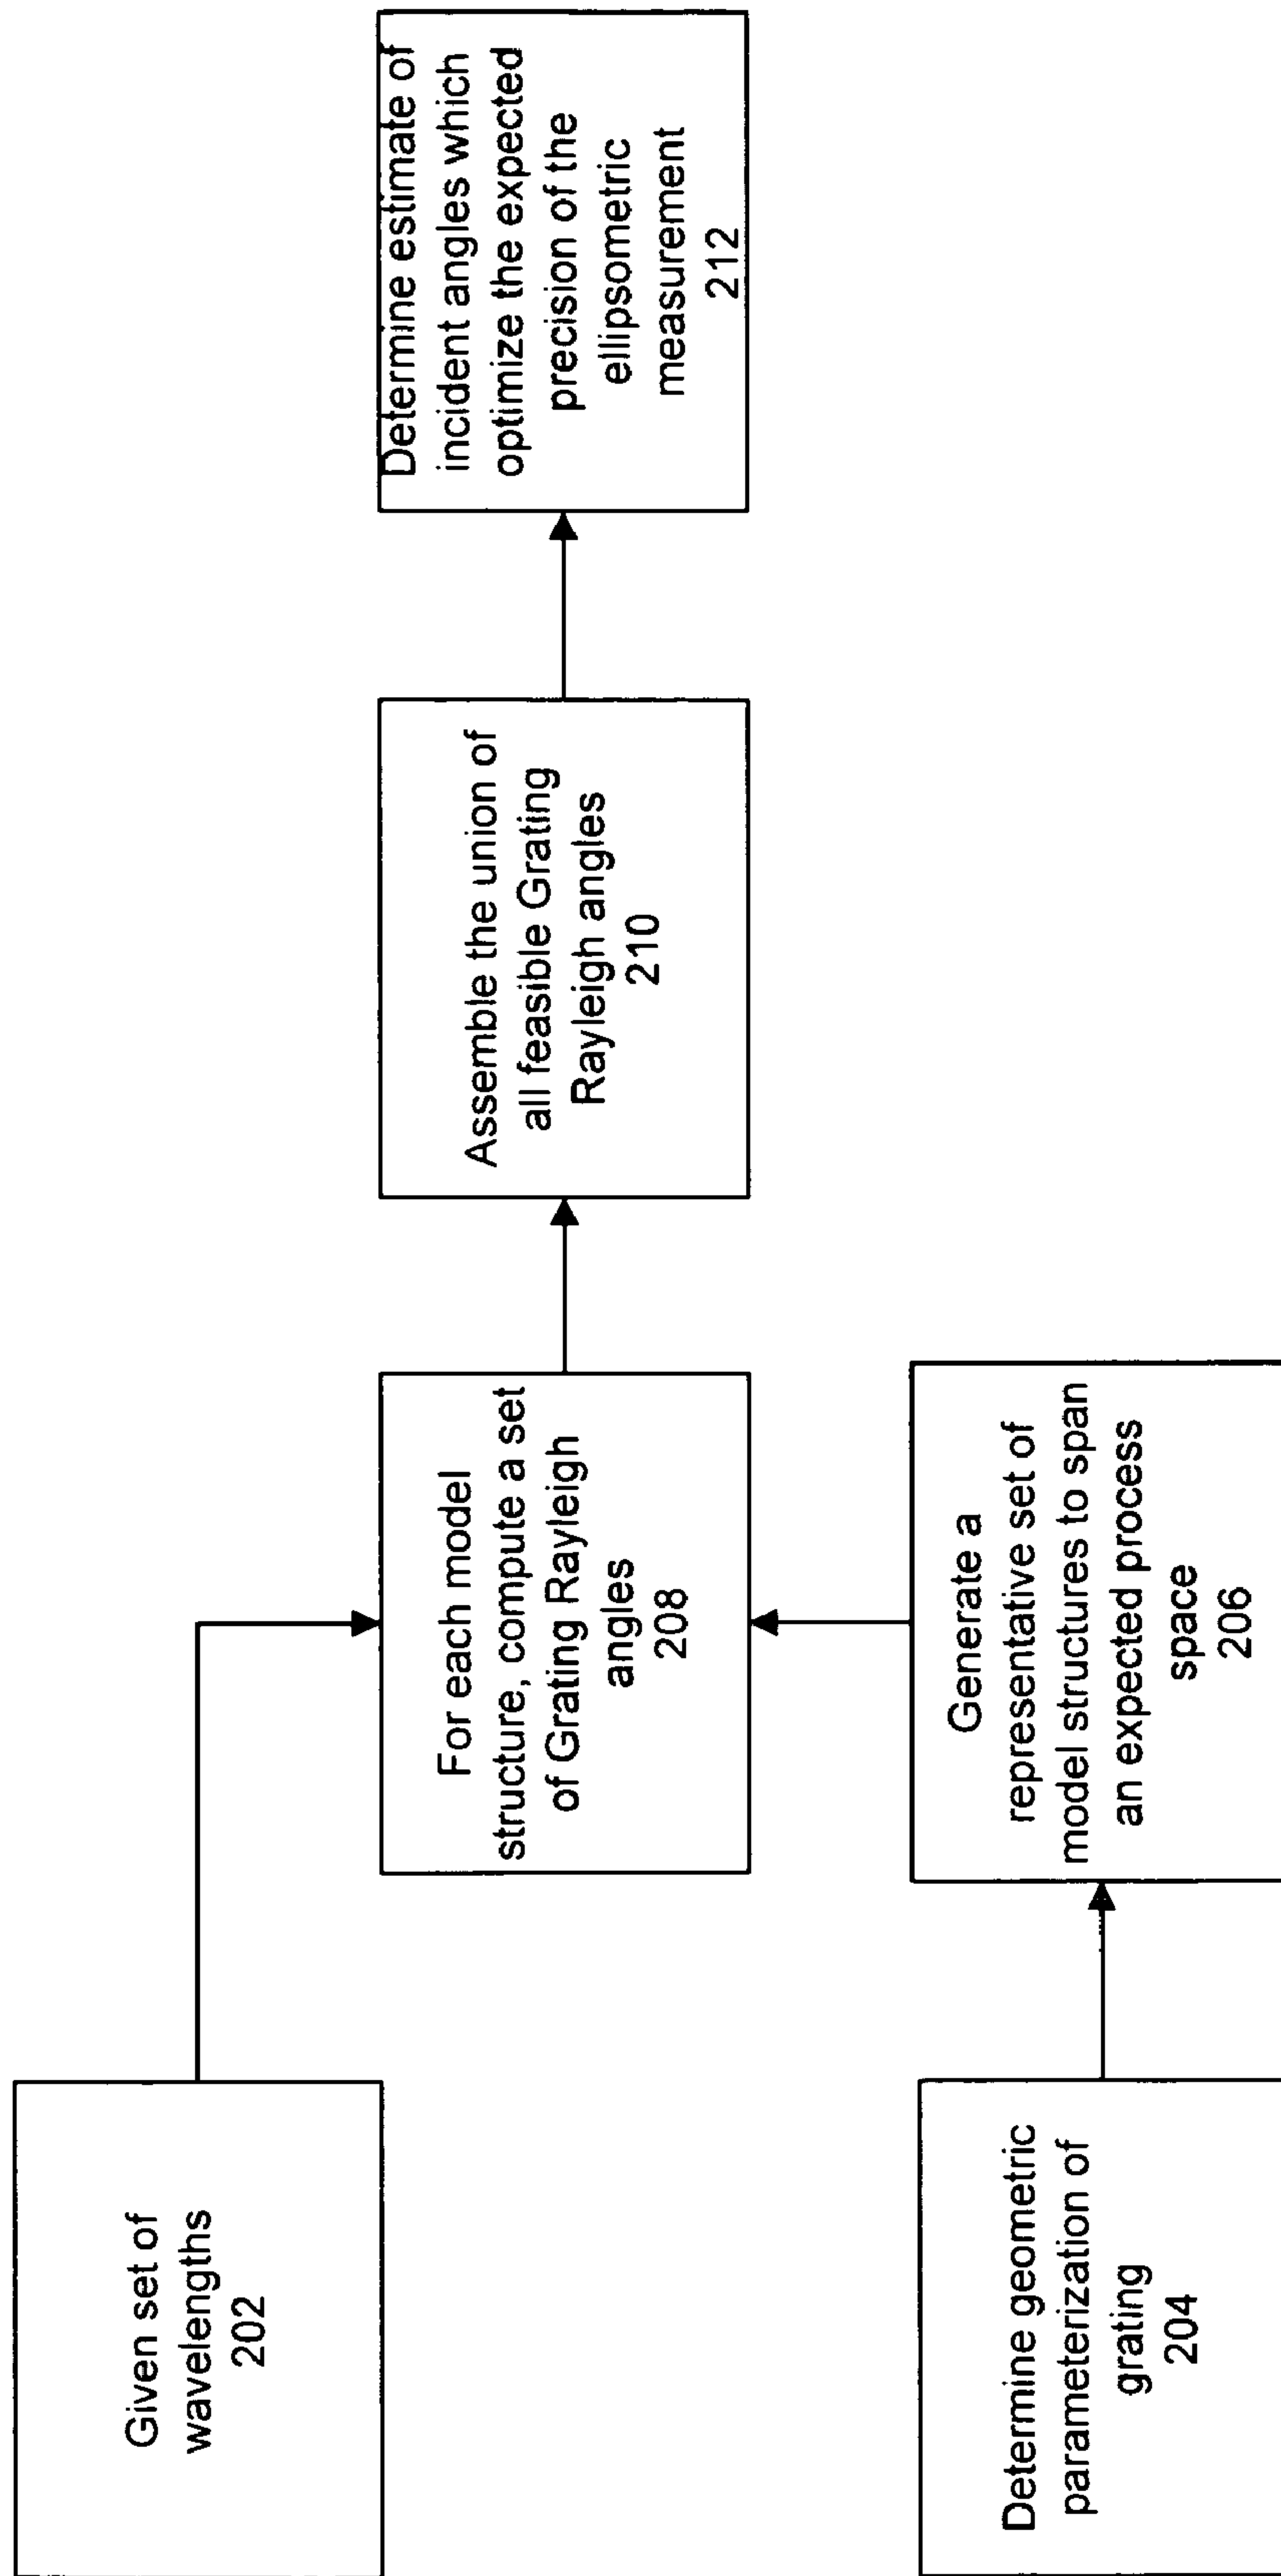 Given set of
wavelengths
202
Determine geometric
parameterization of
grating
204
Generate a
representative set of
model structures to span
an expected process
space
206
For each model
structure, compute a set
of Grating Rayleigh
angles
208
Assemble the union of
all feasible Grating
Rayleigh angles
210
Determine estimate of
incident angles which
optimize the expected
precision of the
ellipsometric
measurement
212